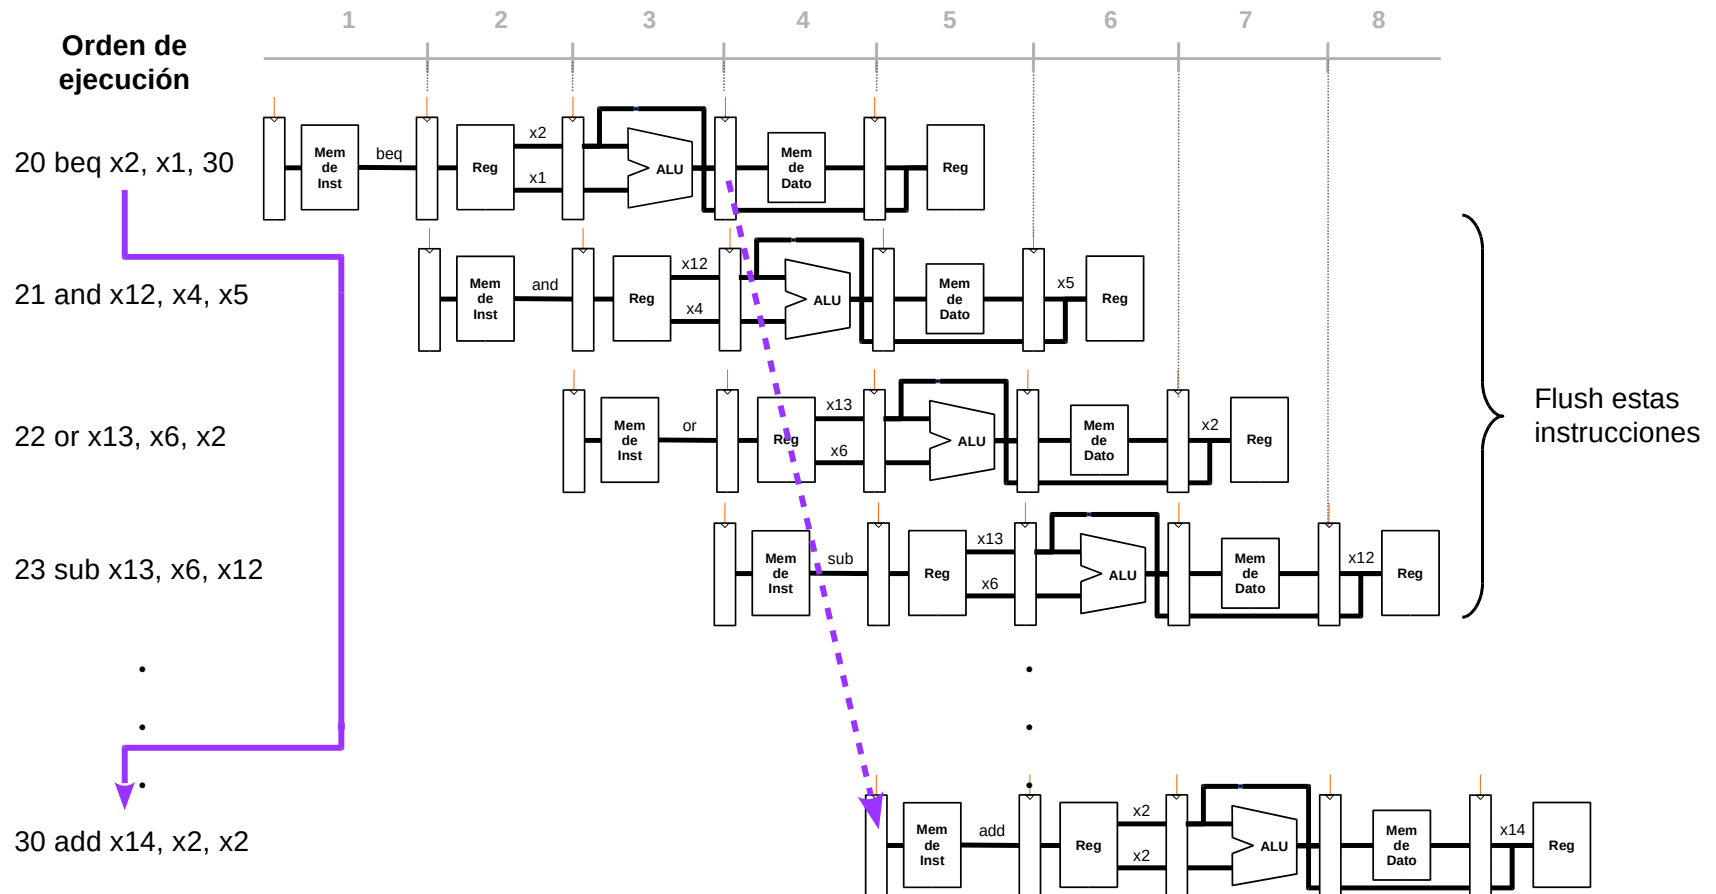 1 2 3 4 5 6 7 8
Orden de
ejecución
20 beq x2, x1, 30
Mem
de
Inst
beq
Reg
x2
x1
ALU
Mem
de
Dato
Reg
21 and x12, x4, x5
Mem
de
Inst
and
Reg
x12
x4
ALU
Mem
de
Dato
x5
Reg
22 or x13, x6, x2
Mem
de
Inst
or
Reg
x13
x6
ALU
Mem
de
Dato
x2
Reg
Flush estas
instrucciones
23 sub x13, x6, x12
Mem
de
Inst
sub
Reg
x13
x6
ALU
Mem
de
Dato
x12
Reg
30 add x14, x2, x2
Mem
de
Inst
add
Reg
x2
x2
ALU
Mem
de
Dato
x14
Reg